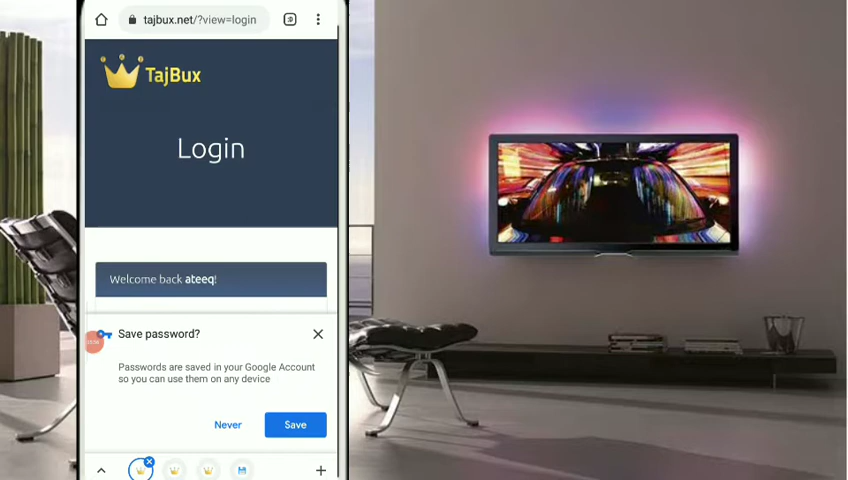 tajbux.net/?view=login
TajBux
Login
Welcome back ateeq!
Save password?
Passwords are saved in your Google Account
so you can use them on any device
Never
Save